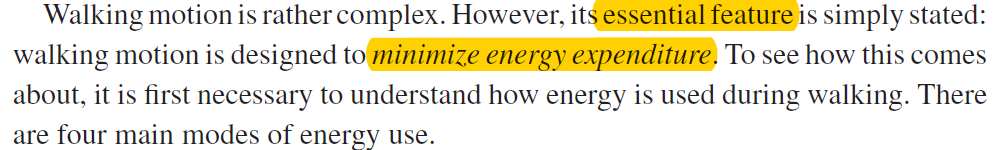 Walking motion is rather complex. However, its essential feature is simply stated:
walking motion is designed to minimize energy expenditure. To see how this comes
about, it is first necessary to understand how energy is used during walking. There
are four main modes of energy use.